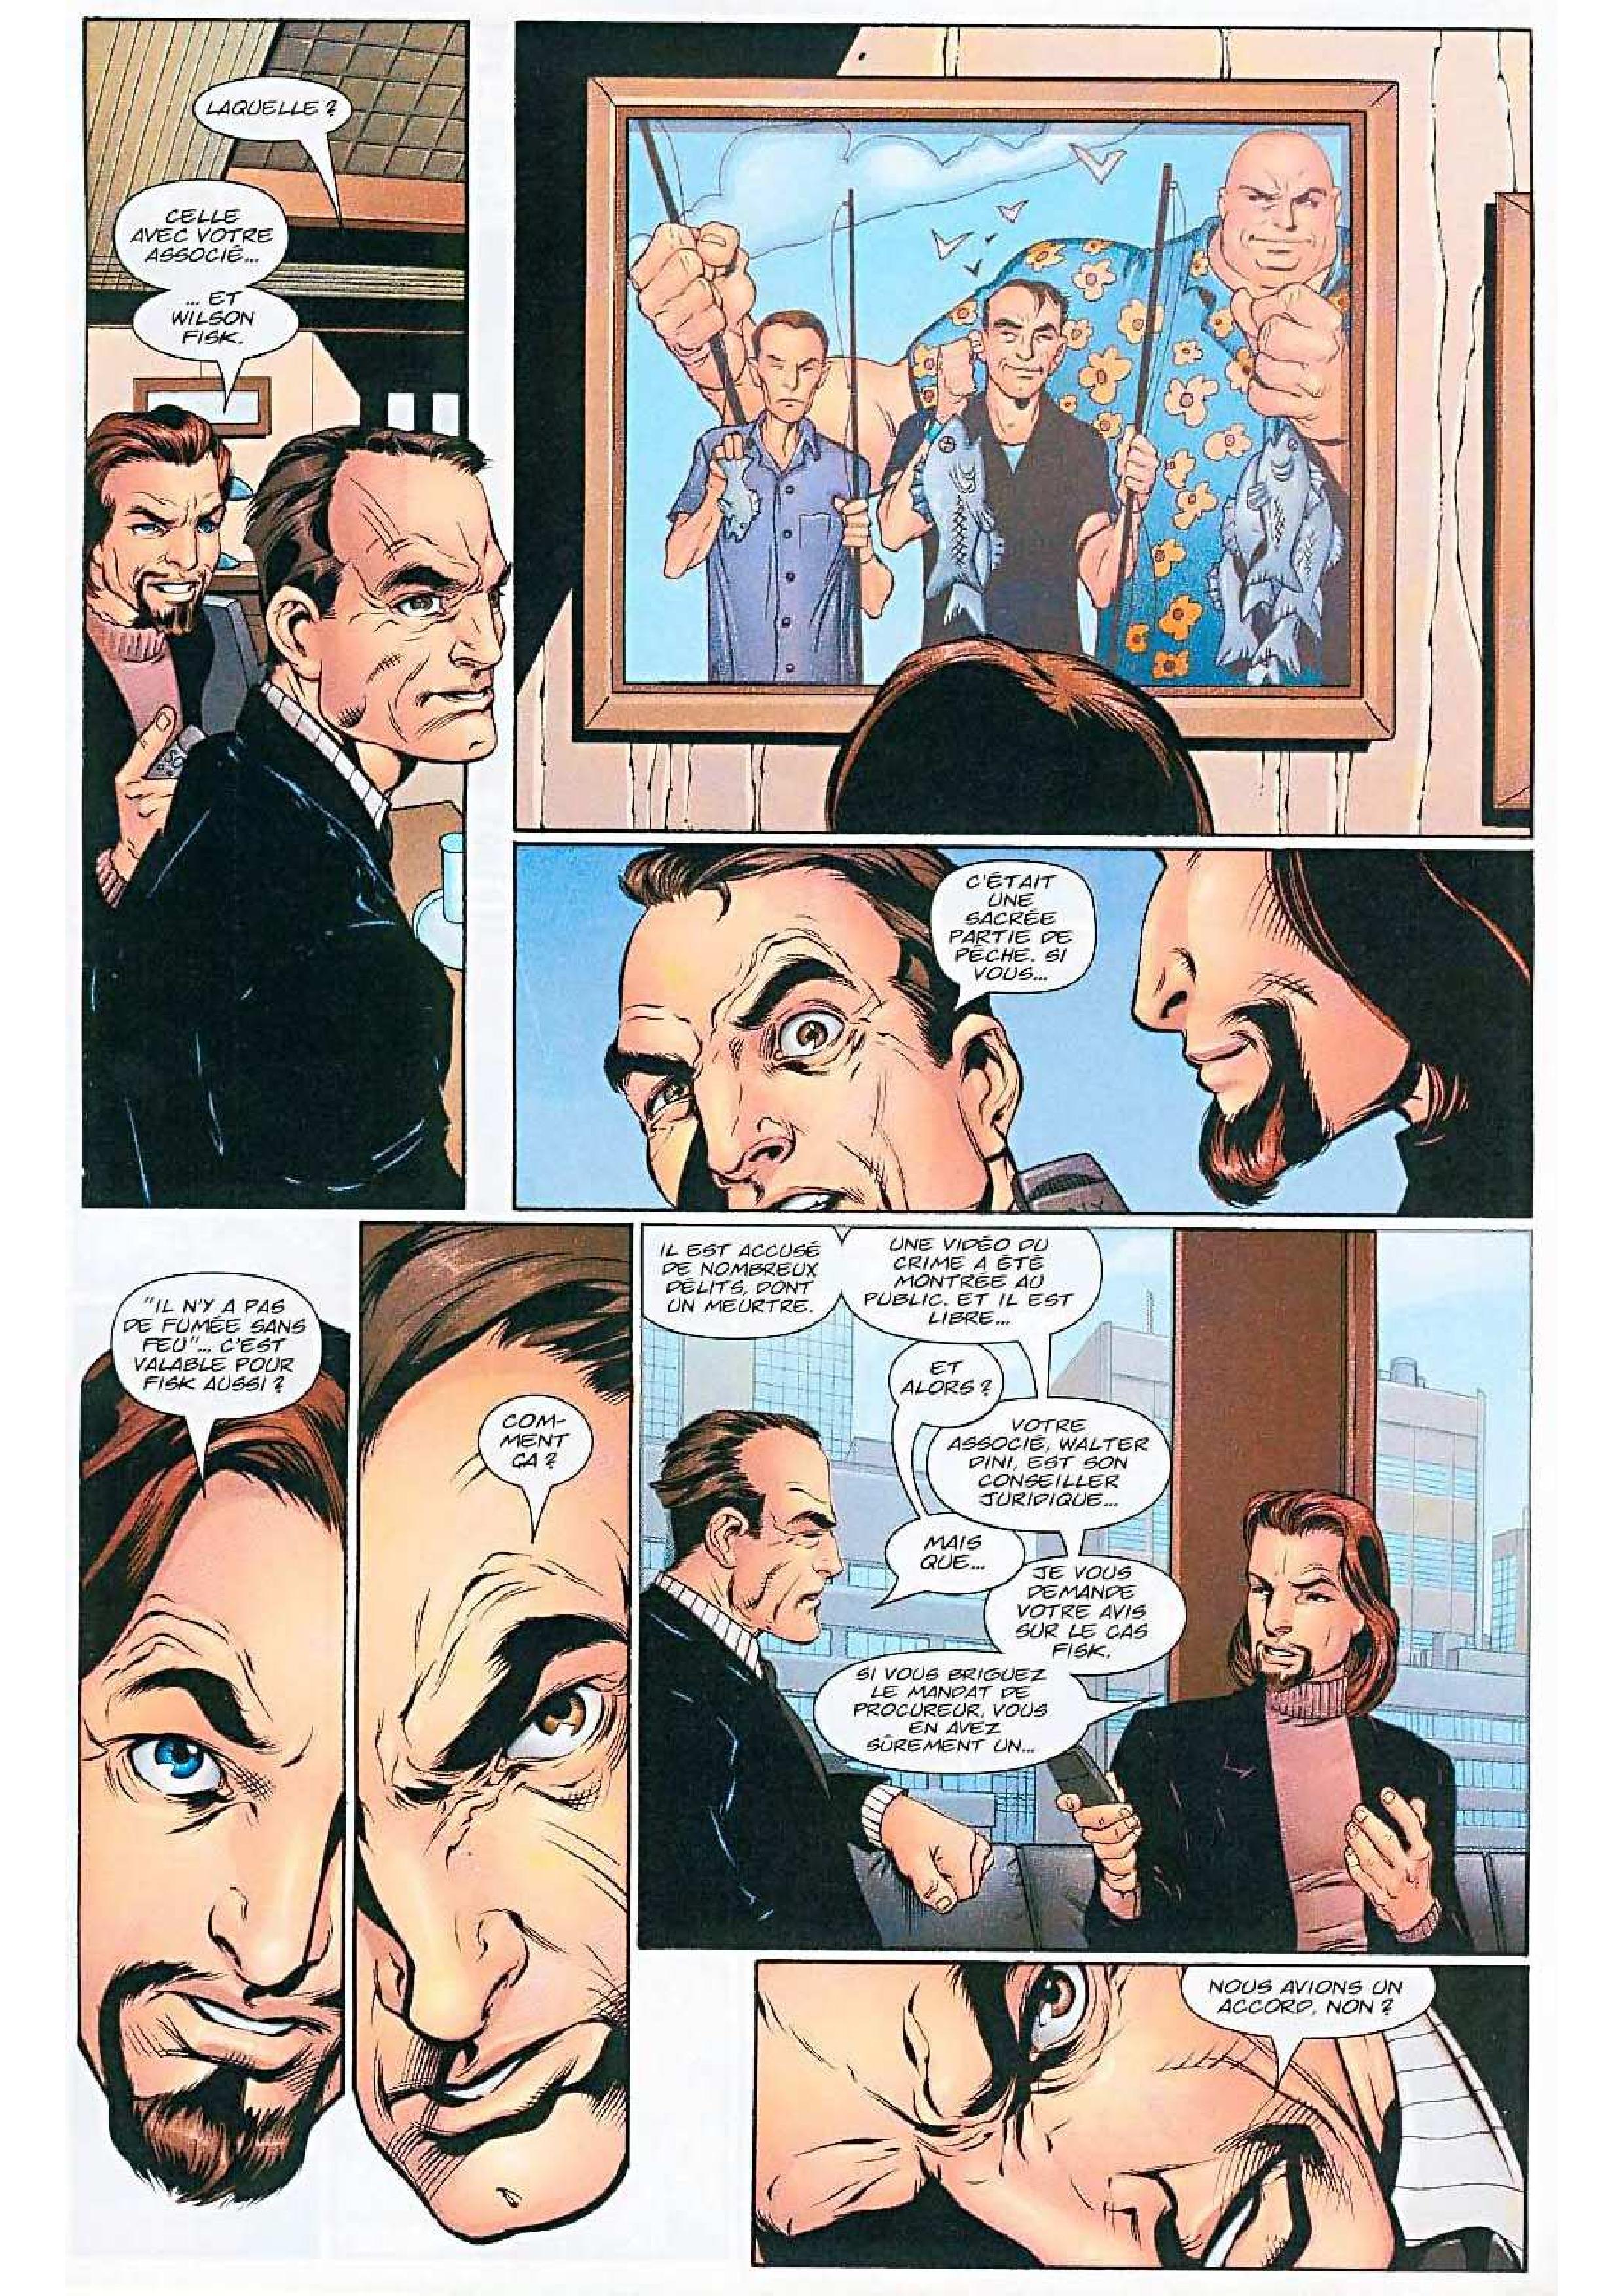 LAQUELLE ?
CELLE
AVEC VOTRE
ASSOCIÉ...
... ET
WILSON
FISK.
C'ÉTAIT
UNE
SACRÉE
PARTIE DE
PÊCHE. SI
VOUS...
"IL N'Y A PAS
DE FUMÉE SANS
FEU"... C'EST
VALABLE POUR
FISK AUSSI ?
COM-
MENT
ÇA ?
IL EST ACCUSÉ
DE NOMBREUX
DÉLITS, DONT
UN MEURTRE.
UNE VIDÉO DU
CRIME A ÉTÉ
MONTRÉE AU
PUBLIC. ET IL EST
LIBRE...
ET
ALORS ?
VOTRE
ASSOCIÉ, WALTER
DINI, EST SON
CONSEILLER
JURIDIQUE...
MAIS
QUE...
JE VOUS
DEMANDE
VOTRE AVIS
SUR LE CAS
FISK.
SI VOUS BRIGUEZ
LE MANDAT DE
PROCUREUR, VOUS
EN AVEZ
SÛREMENT UN...
NOUS AVIONS UN
ACCORD, NON ?